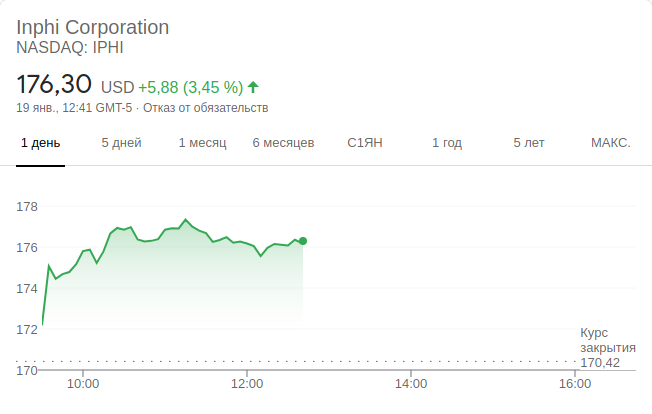 Inphi Corporation
NASDAQ: IPHI
176,30 USD +5,88 (3,45 %)
19 янв., 12:41 GMT-5 · Отказ от обязательств
1 день 5 дней 1 месяц 6 месяцев С1ЯН 1 год 5 лет МАКС.
178
176
174
172
Курс
закрытия
170,42
170
10:00 12:00 14:00 16:00